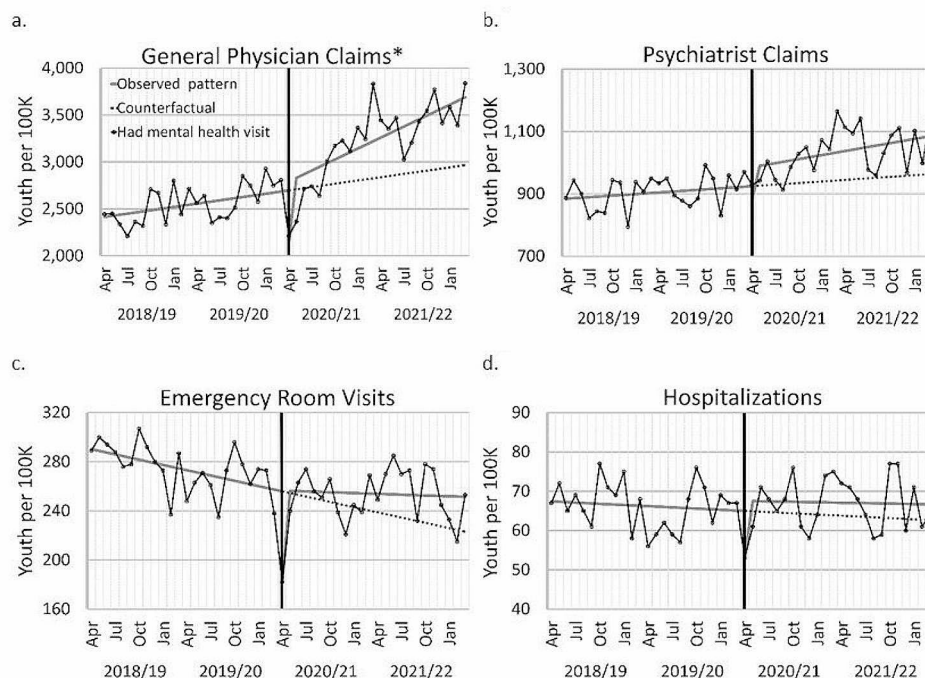 a.
General Physician Claims*
4,000
3,500
3,000
2,500
2,000
Youth per 100K
Observed pattern
Counterfactual
Had mental health visit
Apr Jul Oct Jan Apr Jul Oct Jan Apr Jul Oct Jan Apr Jul Oct Jan
2018/19 2019/20 2020/21 2021/22
b.
Psychiatrist Claims
1,300
1,100
900
700
Youth per 100K
Apr Jul Oct Jan Apr Jul Oct Jan Apr Jul Oct Jan Apr Jul Oct Jan
2018/19 2019/20 2020/21 2021/22
c.
Emergency Room Visits
320
280
240
200
160
Youth per 100K
Apr Jul Oct Jan Apr Jul Oct Jan Apr Jul Oct Jan Apr Jul Oct Jan
2018/19 2019/20 2020/21 2021/22
d.
Hospitalizations
90
80
70
60
50
40
Youth per 100K
Apr Jul Oct Jan Apr Jul Oct Jan Apr Jul Oct Jan Apr Jul Oct Jan
2018/19 2019/20 2020/21 2021/22